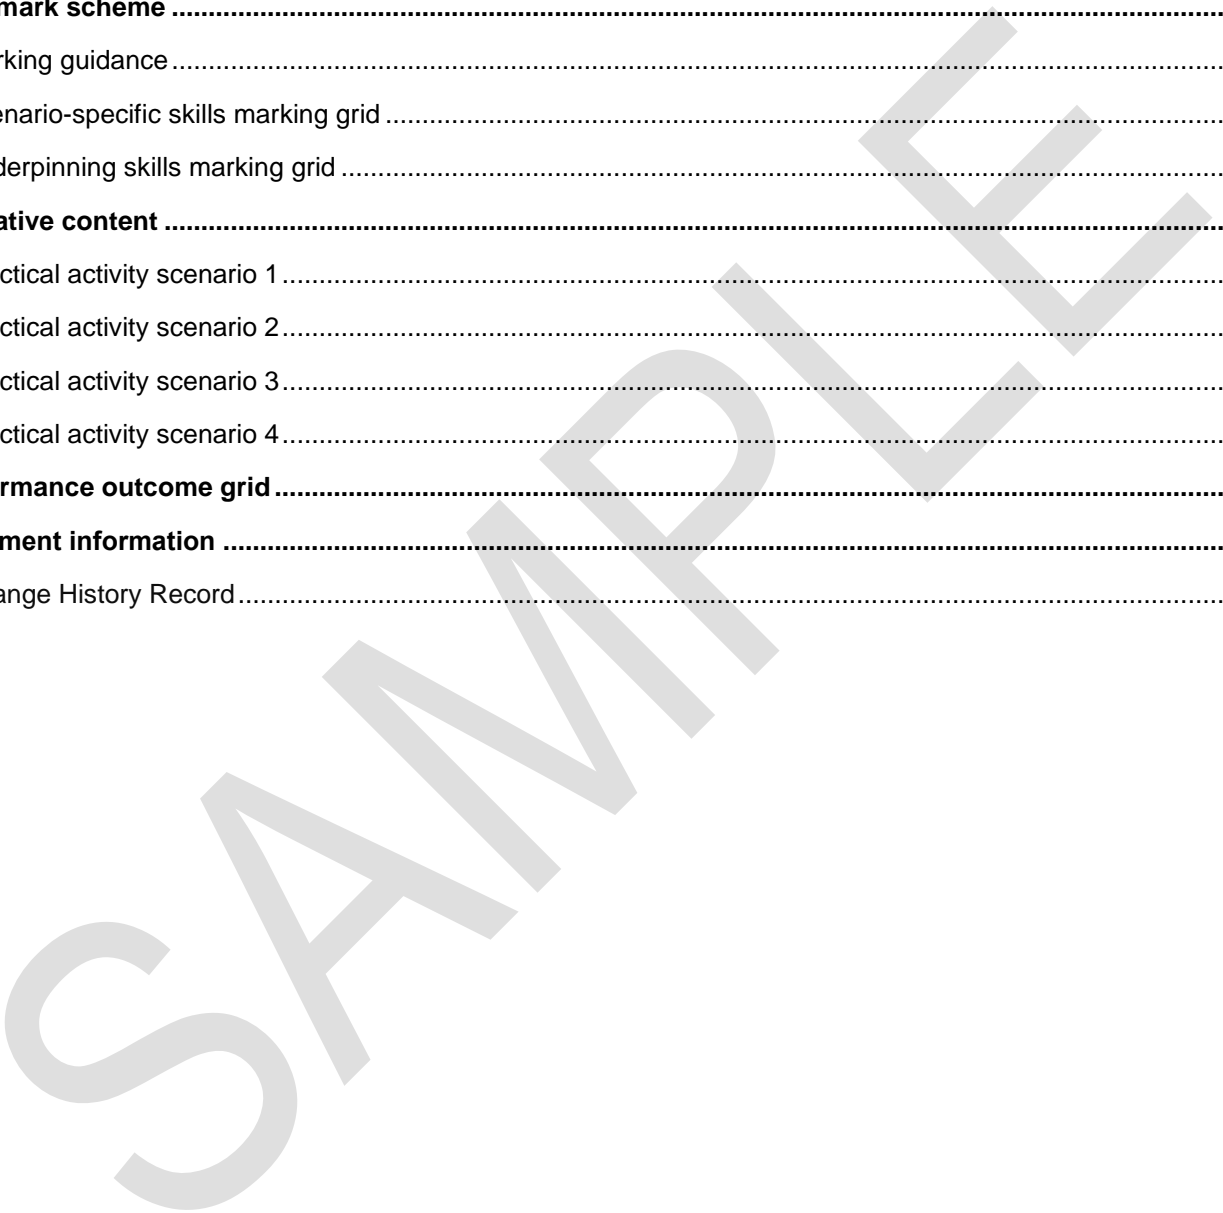 mark scheme ..........................................................................................
rking guidance ..........................................................................................
enario-specific skills marking grid ..........................................................................................
derpinning skills marking grid ..........................................................................................
ative content ..........................................................................................
ctical activity scenario 1 ..........................................................................................
ctical activity scenario 2 ..........................................................................................
ctical activity scenario 3 ..........................................................................................
ctical activity scenario 4 ..........................................................................................
rmance outcome grid ..........................................................................................
ment information ..........................................................................................
ange History Record ..........................................................................................
SAMPLE